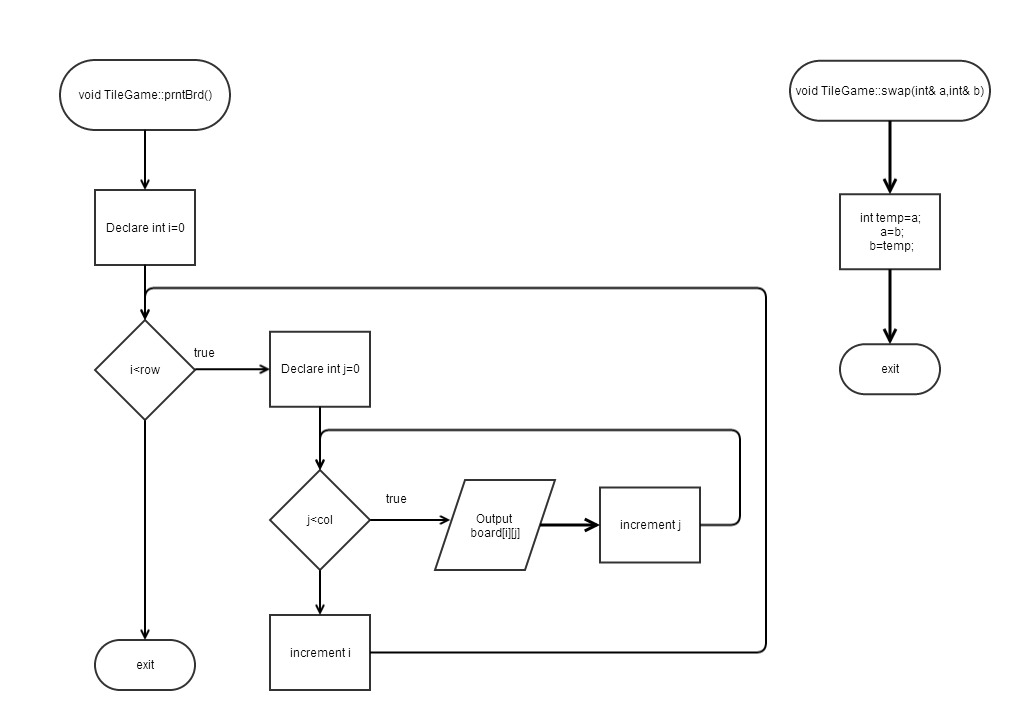 void TileGame::prntBrd()
void TileGame::swap(int& a,int& b)
Declare int i=0
int temp=a;
a=b;
b=temp;
i<row
true
Declare int j=0
exit
j<col
true
Output
board[i][j]
increment j
increment i
exit